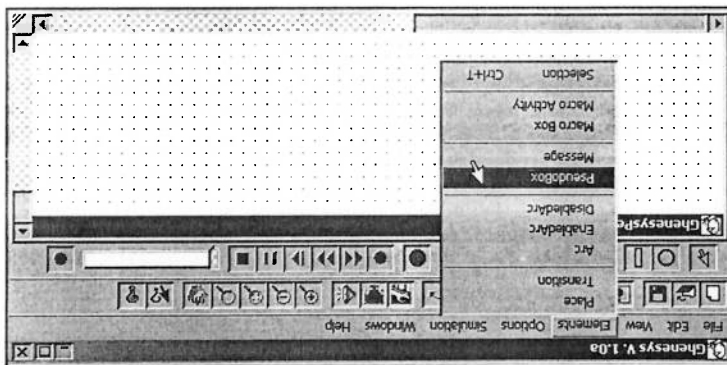 Ghenesys V. 1.0a
File Edit View Elements Options Simulation Windows Help
Place
Transition
Arc
EnabledArc
DisabledArc
GhenesysPe
PseudoBox
Message
Macro Box
Macro Activity
Selection Ctrl+T